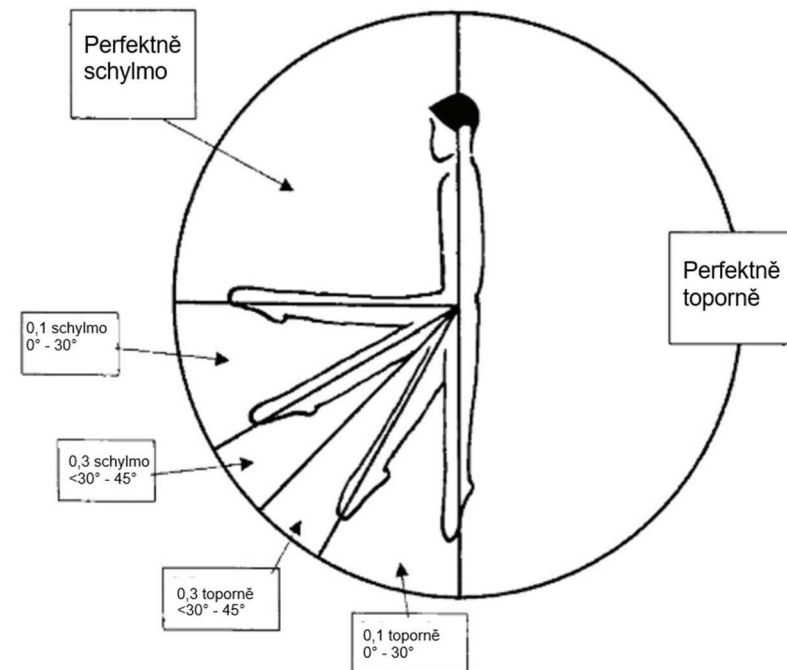 Perfektně
schylmo
Perfektně
toporně
0,1 schylmo
0° - 30°
0,3 schylmo
<30° - 45°
0,3 toporně
<30° - 45°
0,1 toporně
0° - 30°